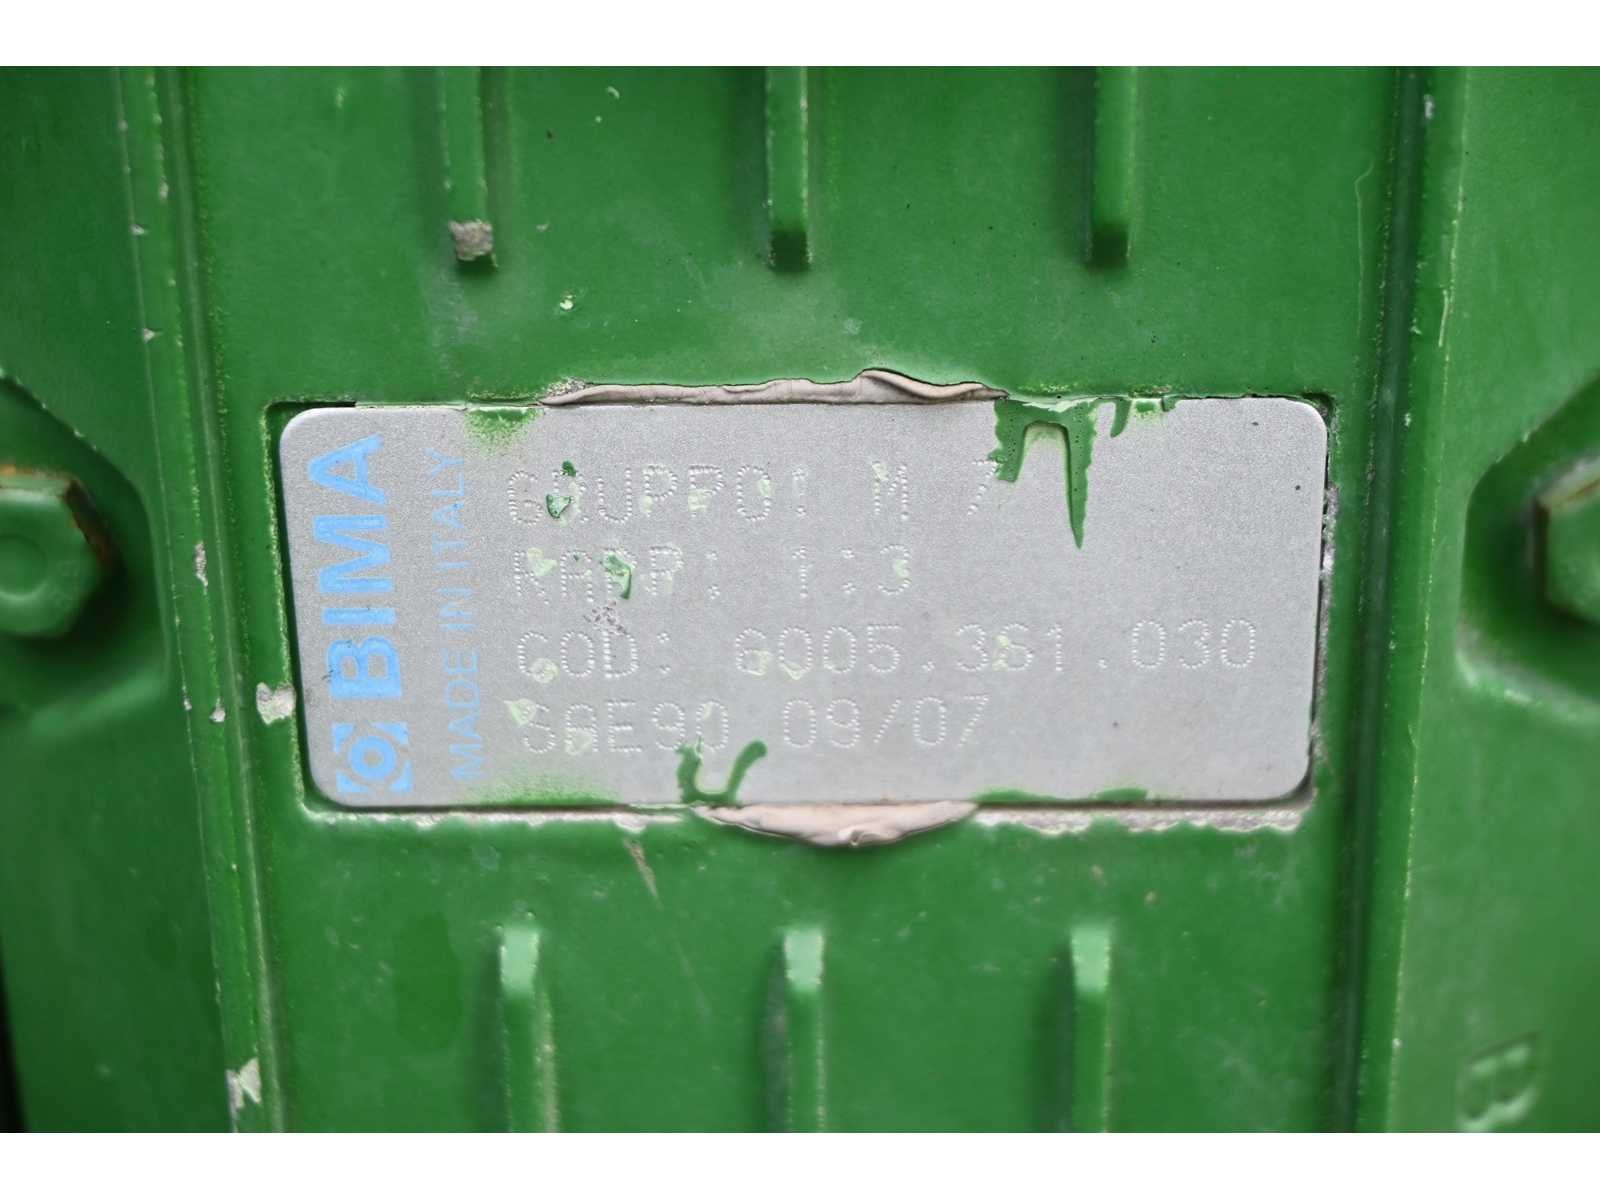 BIMA
MADE IN ITALY
GRUPPO: M 7
RAPP: 1:3
COD: 6005.361.030
SAE90 09/07
B